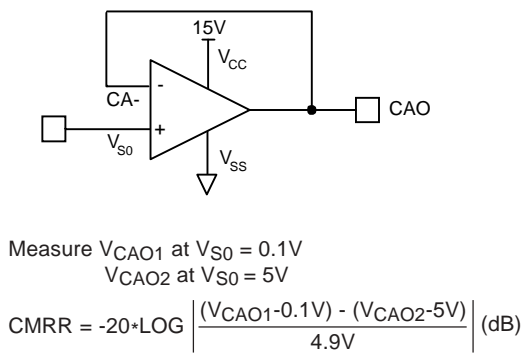 15V
VCC
-
CA-
CAO
+
VS0
VSS
Measure VCAO1 at VS0 = 0.1V
VCAO2 at VS0 = 5V
CMRR = -20*LOG | (VCAO1-0.1V) - (VCAO2-5V) / 4.9V | (dB)